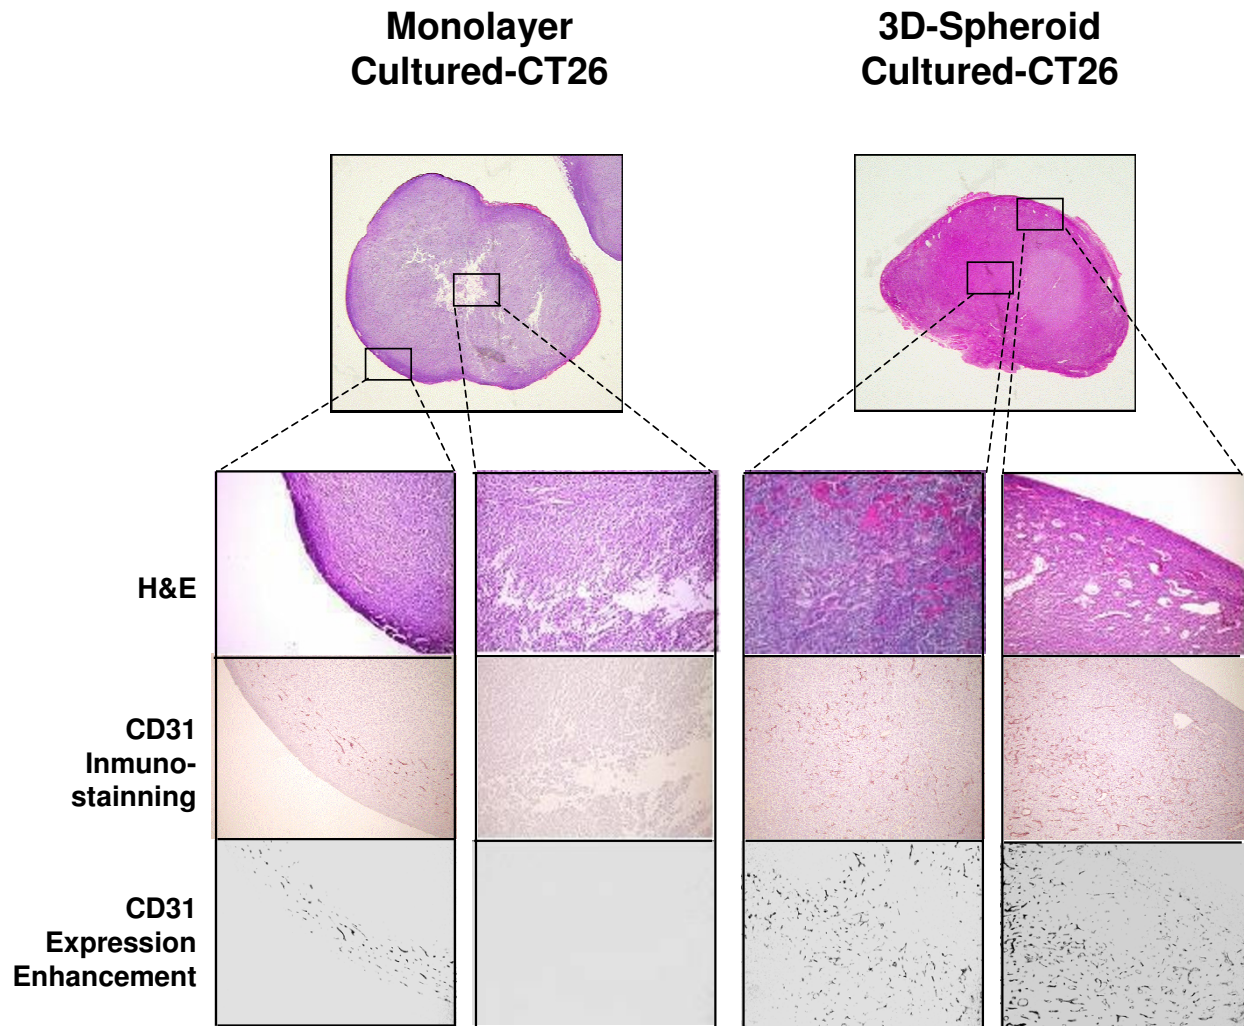 Monolayer
Cultured-CT26
3D-Spheroid
Cultured-CT26
H&E
CD31
Inmuno-
stainning
CD31
Expression
Enhancement